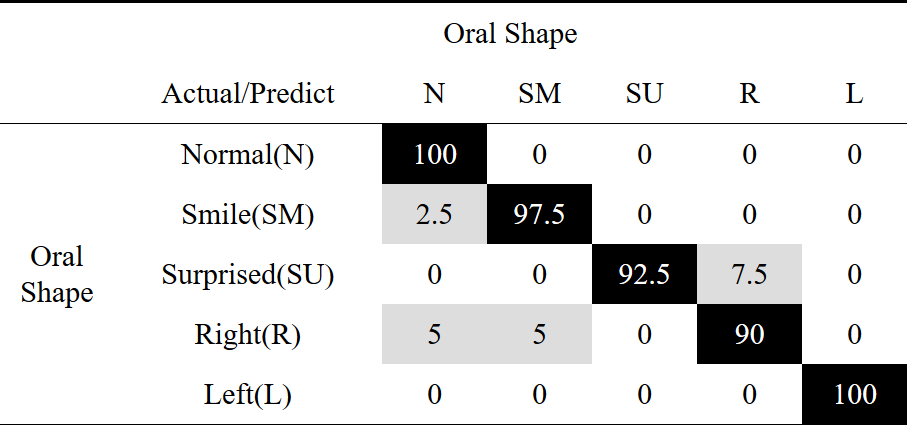 Oral Shape
Actual/Predict N SM SU R L
Normal(N) 100 0 0 0 0
Smile(SM) 2.5 97.5 0 0 0
Oral Shape
Surprised(SU) 0 0 92.5 7.5 0
Right(R) 5 5 0 90 0
Left(L) 0 0 0 0 100